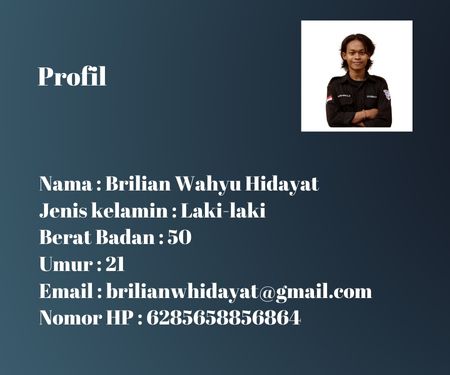 Profil
Nama : Brilian Wahyu Hidayat
Jenis kelamin : Laki-laki
Berat Badan : 50
Umur : 21
Email : brilianwhidayat@gmail.com
Nomor HP : 6285658856864